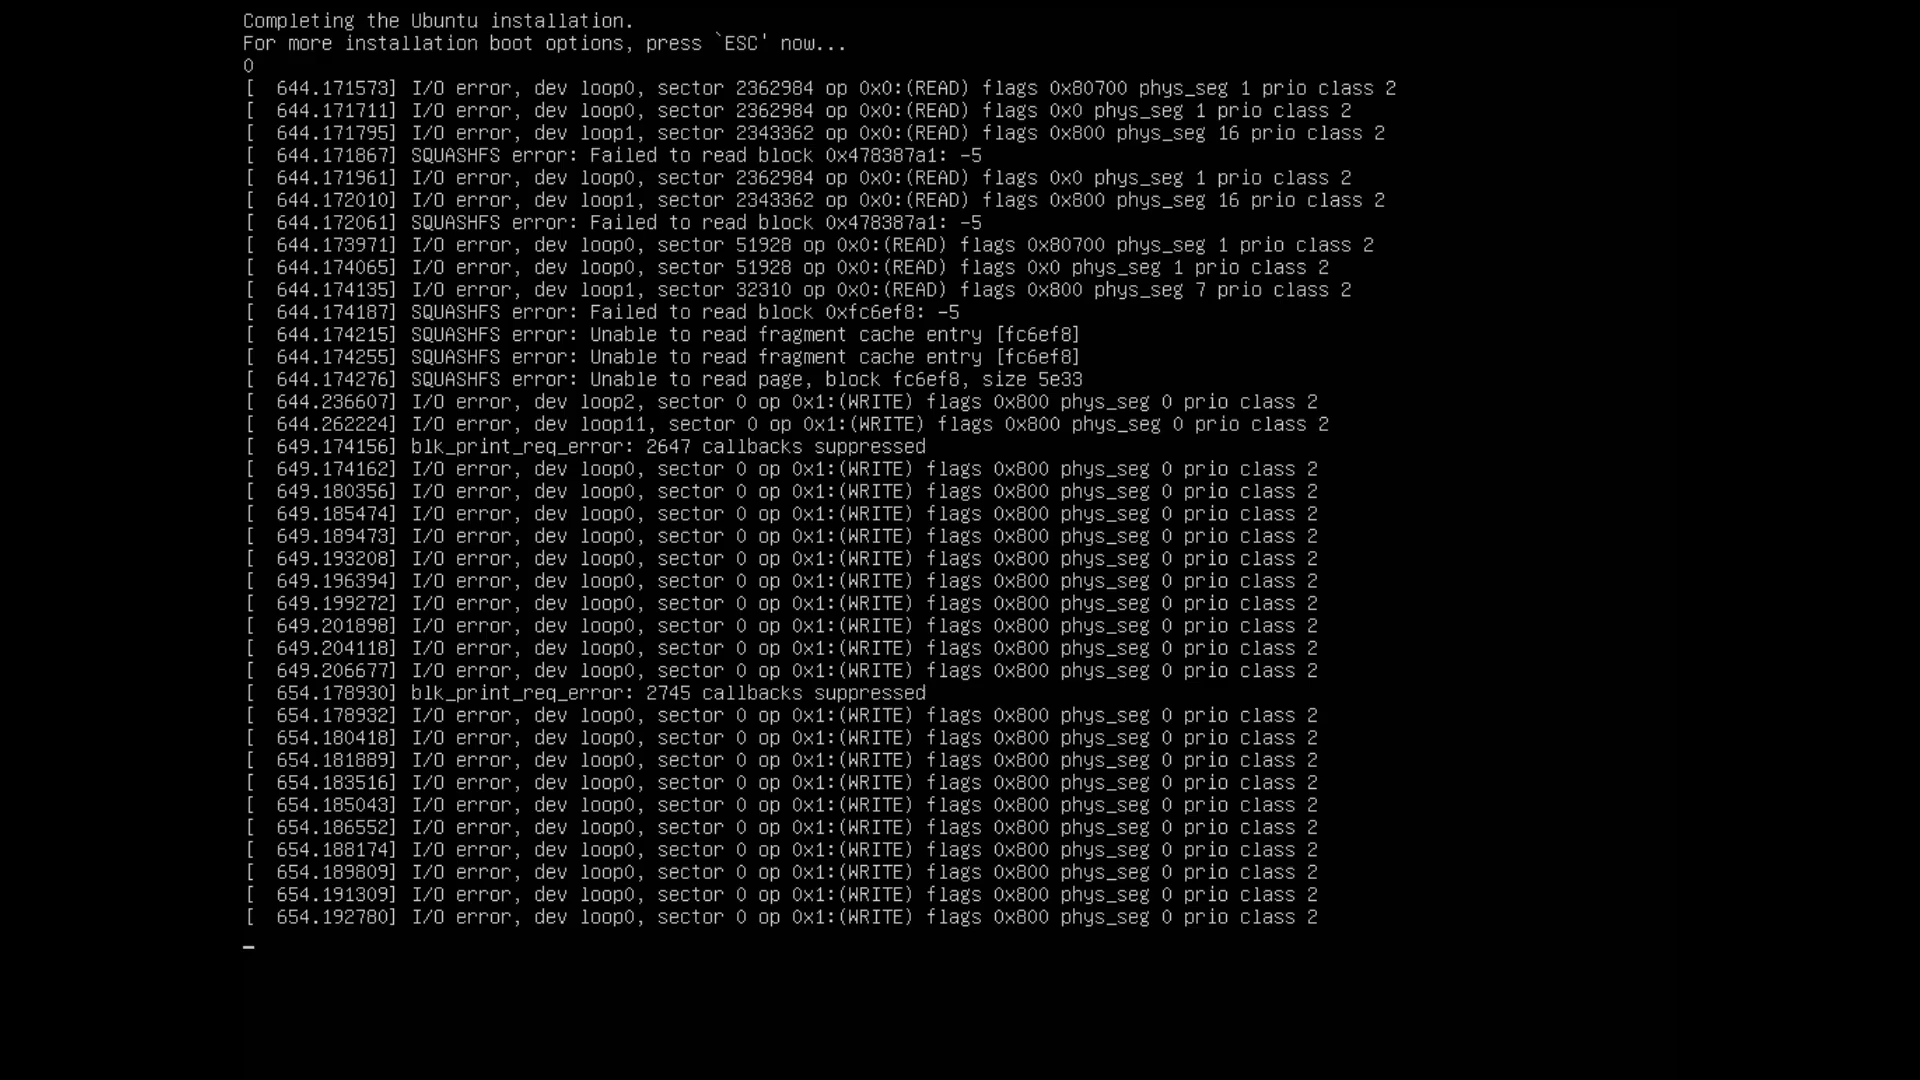 Completing the Ubuntu installation.
For more installation boot options, press `ESC' now...
0
[  644.171573] I/O error, dev loop0, sector 2362984 op 0x0:(READ) flags 0x80700 phys_seg 1 prio class 2
[  644.171711] I/O error, dev loop0, sector 2362984 op 0x0:(READ) flags 0x0 phys_seg 1 prio class 2
[  644.171795] I/O error, dev loop1, sector 2343362 op 0x0:(READ) flags 0x800 phys_seg 16 prio class 2
[  644.171867] SQUASHFS error: Failed to read block 0x478387a1: -5
[  644.171961] I/O error, dev loop0, sector 2362984 op 0x0:(READ) flags 0x0 phys_seg 1 prio class 2
[  644.172010] I/O error, dev loop1, sector 2343362 op 0x0:(READ) flags 0x800 phys_seg 16 prio class 2
[  644.172061] SQUASHFS error: Failed to read block 0x478387a1: -5
[  644.173971] I/O error, dev loop0, sector 51928 op 0x0:(READ) flags 0x80700 phys_seg 1 prio class 2
[  644.174065] I/O error, dev loop0, sector 51928 op 0x0:(READ) flags 0x0 phys_seg 1 prio class 2
[  644.174135] I/O error, dev loop1, sector 32310 op 0x0:(READ) flags 0x800 phys_seg 7 prio class 2
[  644.174187] SQUASHFS error: Failed to read block 0xfc6ef8: -5
[  644.174215] SQUASHFS error: Unable to read fragment cache entry [fc6ef8]
[  644.174255] SQUASHFS error: Unable to read fragment cache entry [fc6ef8]
[  644.174276] SQUASHFS error: Unable to read page, block fc6ef8, size 5e33
[  644.236607] I/O error, dev loop2, sector 0 op 0x1:(WRITE) flags 0x800 phys_seg 0 prio class 2
[  644.262224] I/O error, dev loop11, sector 0 op 0x1:(WRITE) flags 0x800 phys_seg 0 prio class 2
[  649.174156] blk_print_req_error: 2647 callbacks suppressed
[  649.174162] I/O error, dev loop0, sector 0 op 0x1:(WRITE) flags 0x800 phys_seg 0 prio class 2
[  649.180356] I/O error, dev loop0, sector 0 op 0x1:(WRITE) flags 0x800 phys_seg 0 prio class 2
[  649.185474] I/O error, dev loop0, sector 0 op 0x1:(WRITE) flags 0x800 phys_seg 0 prio class 2
[  649.189473] I/O error, dev loop0, sector 0 op 0x1:(WRITE) flags 0x800 phys_seg 0 prio class 2
[  649.193208] I/O error, dev loop0, sector 0 op 0x1:(WRITE) flags 0x800 phys_seg 0 prio class 2
[  649.196394] I/O error, dev loop0, sector 0 op 0x1:(WRITE) flags 0x800 phys_seg 0 prio class 2
[  649.199272] I/O error, dev loop0, sector 0 op 0x1:(WRITE) flags 0x800 phys_seg 0 prio class 2
[  649.201898] I/O error, dev loop0, sector 0 op 0x1:(WRITE) flags 0x800 phys_seg 0 prio class 2
[  649.204118] I/O error, dev loop0, sector 0 op 0x1:(WRITE) flags 0x800 phys_seg 0 prio class 2
[  649.206677] I/O error, dev loop0, sector 0 op 0x1:(WRITE) flags 0x800 phys_seg 0 prio class 2
[  654.178930] blk_print_req_error: 2745 callbacks suppressed
[  654.178932] I/O error, dev loop0, sector 0 op 0x1:(WRITE) flags 0x800 phys_seg 0 prio class 2
[  654.180418] I/O error, dev loop0, sector 0 op 0x1:(WRITE) flags 0x800 phys_seg 0 prio class 2
[  654.181889] I/O error, dev loop0, sector 0 op 0x1:(WRITE) flags 0x800 phys_seg 0 prio class 2
[  654.183516] I/O error, dev loop0, sector 0 op 0x1:(WRITE) flags 0x800 phys_seg 0 prio class 2
[  654.185043] I/O error, dev loop0, sector 0 op 0x1:(WRITE) flags 0x800 phys_seg 0 prio class 2
[  654.186552] I/O error, dev loop0, sector 0 op 0x1:(WRITE) flags 0x800 phys_seg 0 prio class 2
[  654.188174] I/O error, dev loop0, sector 0 op 0x1:(WRITE) flags 0x800 phys_seg 0 prio class 2
[  654.189809] I/O error, dev loop0, sector 0 op 0x1:(WRITE) flags 0x800 phys_seg 0 prio class 2
[  654.191309] I/O error, dev loop0, sector 0 op 0x1:(WRITE) flags 0x800 phys_seg 0 prio class 2
[  654.192780] I/O error, dev loop0, sector 0 op 0x1:(WRITE) flags 0x800 phys_seg 0 prio class 2